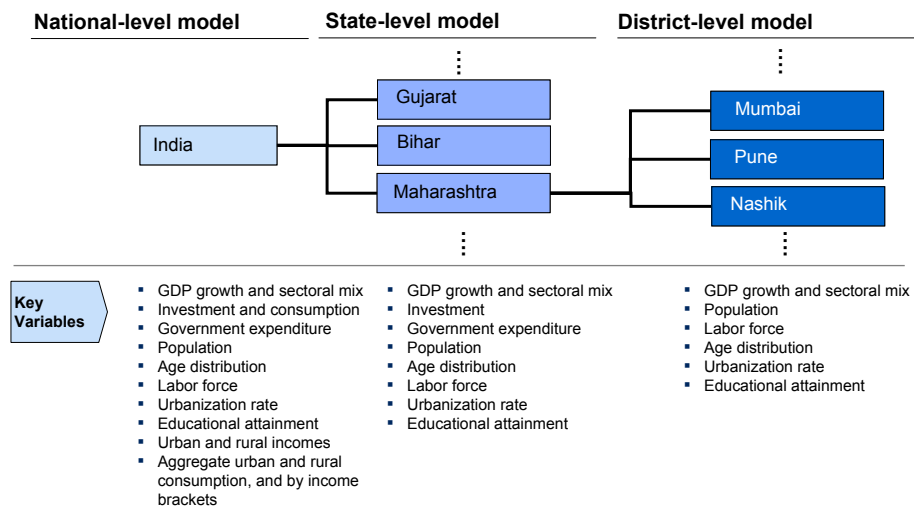 National-level model
State-level model
District-level model
India
Gujarat
Bihar
Maharashtra
Mumbai
Pune
Nashik
Key
Variables
GDP growth and sectoral mix
Investment and consumption
Government expenditure
Population
Age distribution
Labor force
Urbanization rate
Educational attainment
Urban and rural incomes
Aggregate urban and rural
consumption, and by income
brackets
GDP growth and sectoral mix
Investment
Government expenditure
Population
Age distribution
Labor force
Urbanization rate
Educational attainment
GDP growth and sectoral mix
Population
Labor force
Age distribution
Urbanization rate
Educational attainment